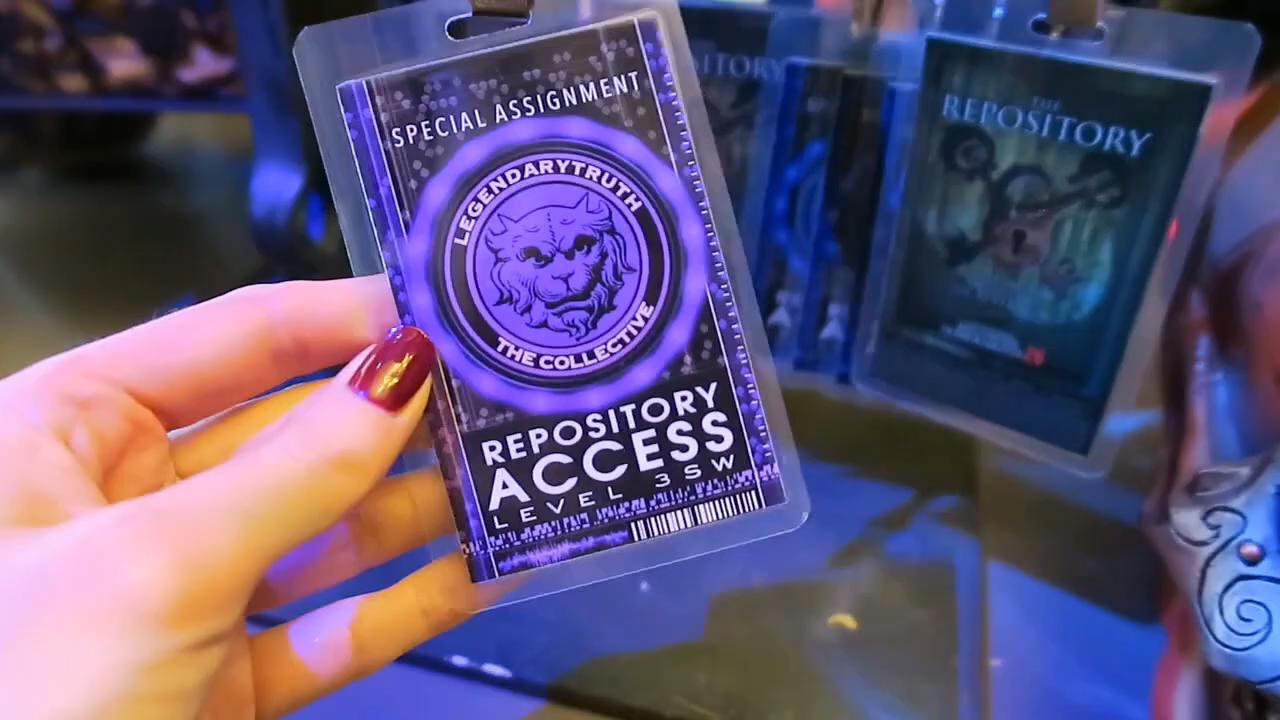 SPECIAL ASSIGNMENT
LEGENDARYTRUTH
THE COLLECTIVE
REPOSITORY
ACCESS
LEVEL 3SW
REPOSITORY
THE
REPOSITORY